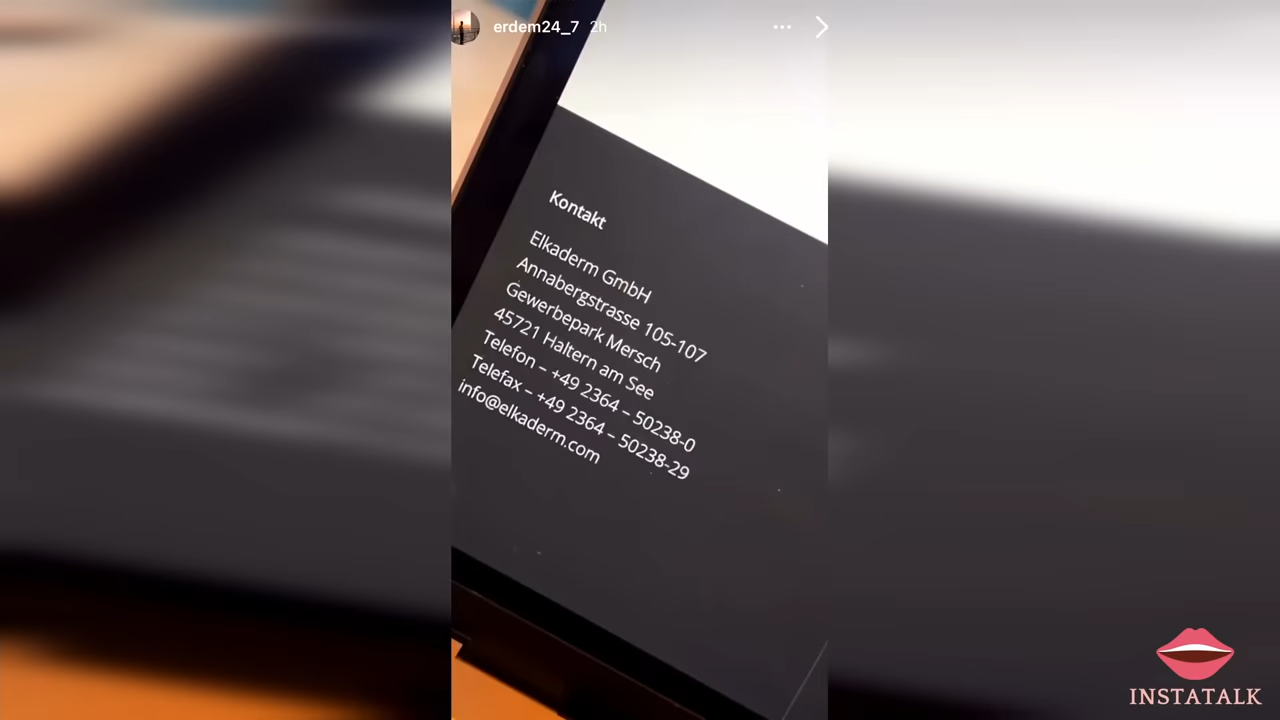 erdem24_7 2h
Kontakt
Elkaderm GmbH
Annabergstrasse 105-107
Gewerbepark Mersch
45721 Haltern am See
Telefon – +49 2364 – 50238-0
Telefax – +49 2364 – 50238-29
info@elkaderm.com
INSTATALK